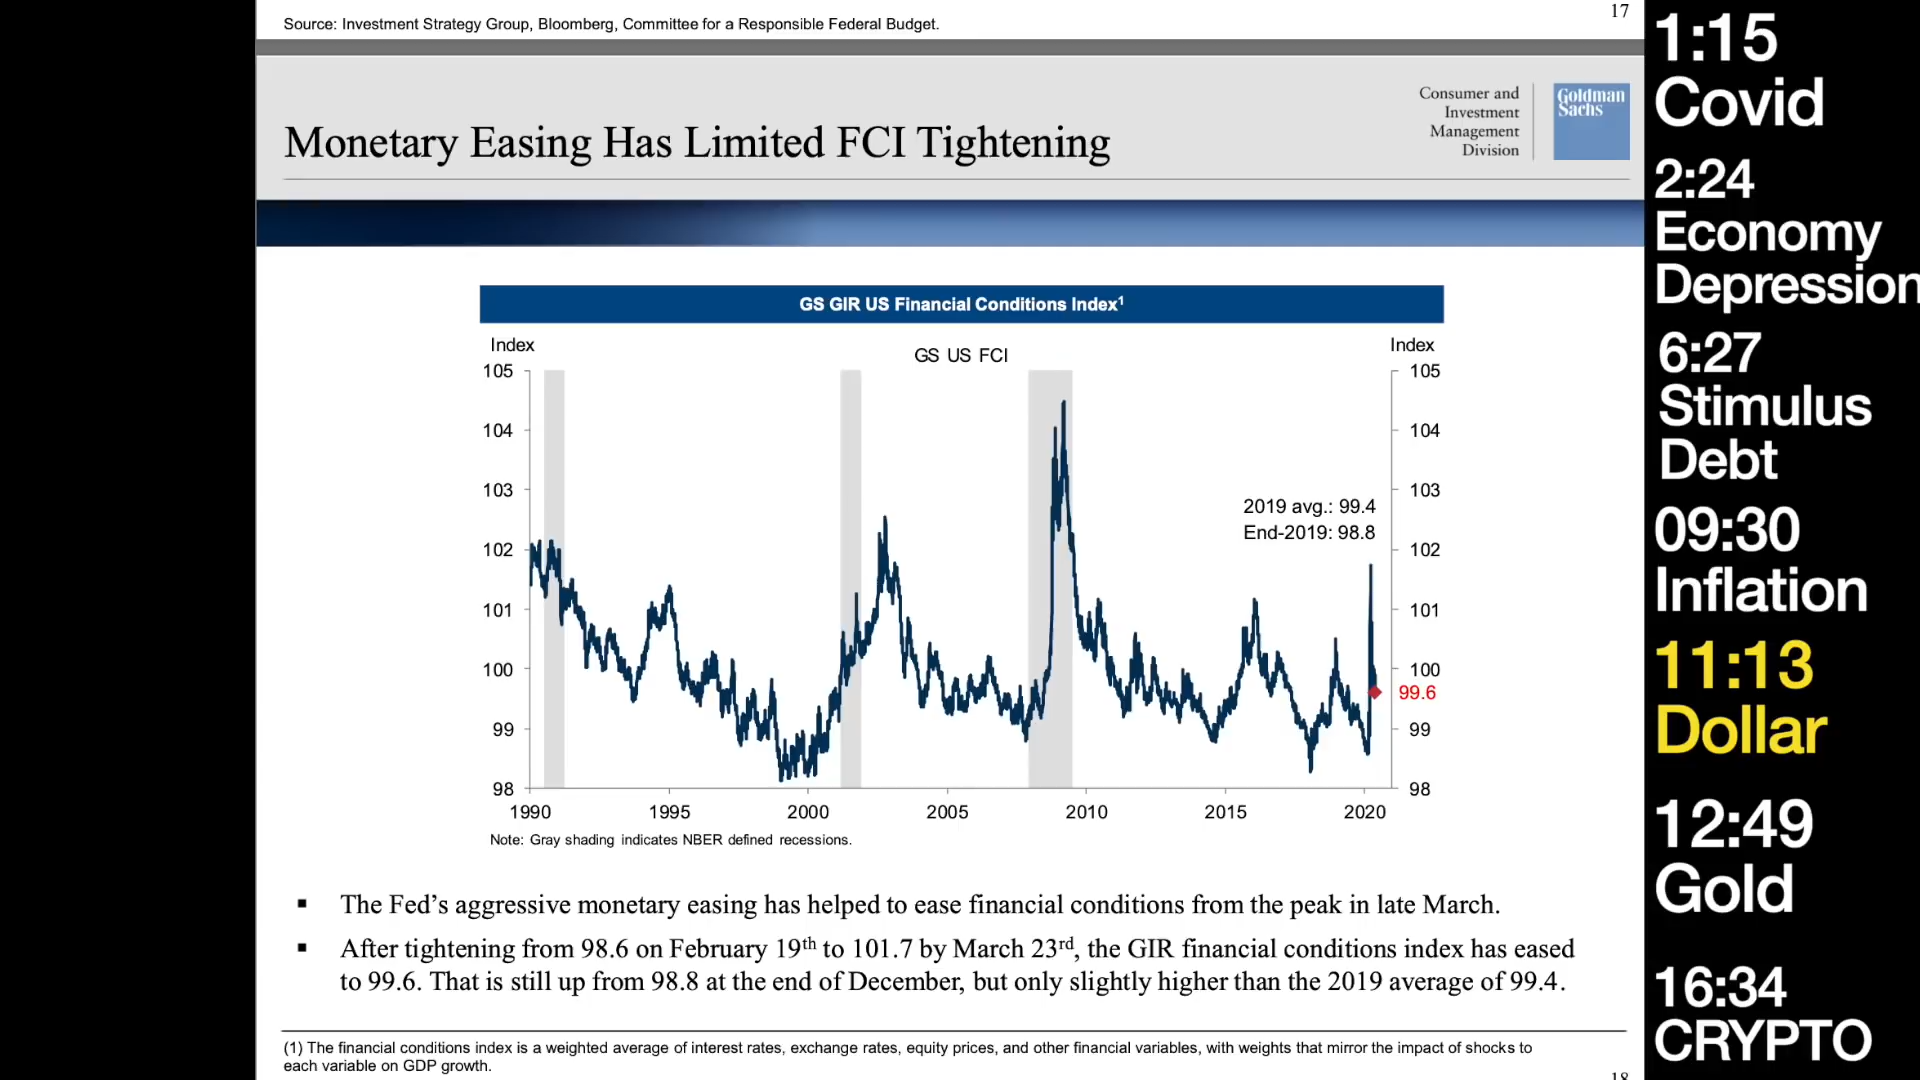 Source: Investment Strategy Group, Bloomberg, Committee for a Responsible Federal Budget.
17
Monetary Easing Has Limited FCI Tightening
Consumer and
Investment
Management
Division
Goldman
Sachs
GS GIR US Financial Conditions Index¹
Index
Index
GS US FCI
105
104
103
102
101
100
99
98
105
104
103
102
101
100
99.6
99
98
2019 avg.: 99.4
End-2019: 98.8
1990 1995 2000 2005 2010 2015 2020
Note: Gray shading indicates NBER defined recessions.
▪ The Fed’s aggressive monetary easing has helped to ease financial conditions from the peak in late March.
▪ After tightening from 98.6 on February 19th to 101.7 by March 23rd, the GIR financial conditions index has eased
to 99.6. That is still up from 98.8 at the end of December, but only slightly higher than the 2019 average of 99.4.
(1) The financial conditions index is a weighted average of interest rates, exchange rates, equity prices, and other financial variables, with weights that mirror the impact of shocks to
each variable on GDP growth.
1:15
Covid
2:24
Economy
Depression
6:27
Stimulus
Debt
09:30
Inflation
11:13
Dollar
12:49
Gold
16:34
CRYPTO